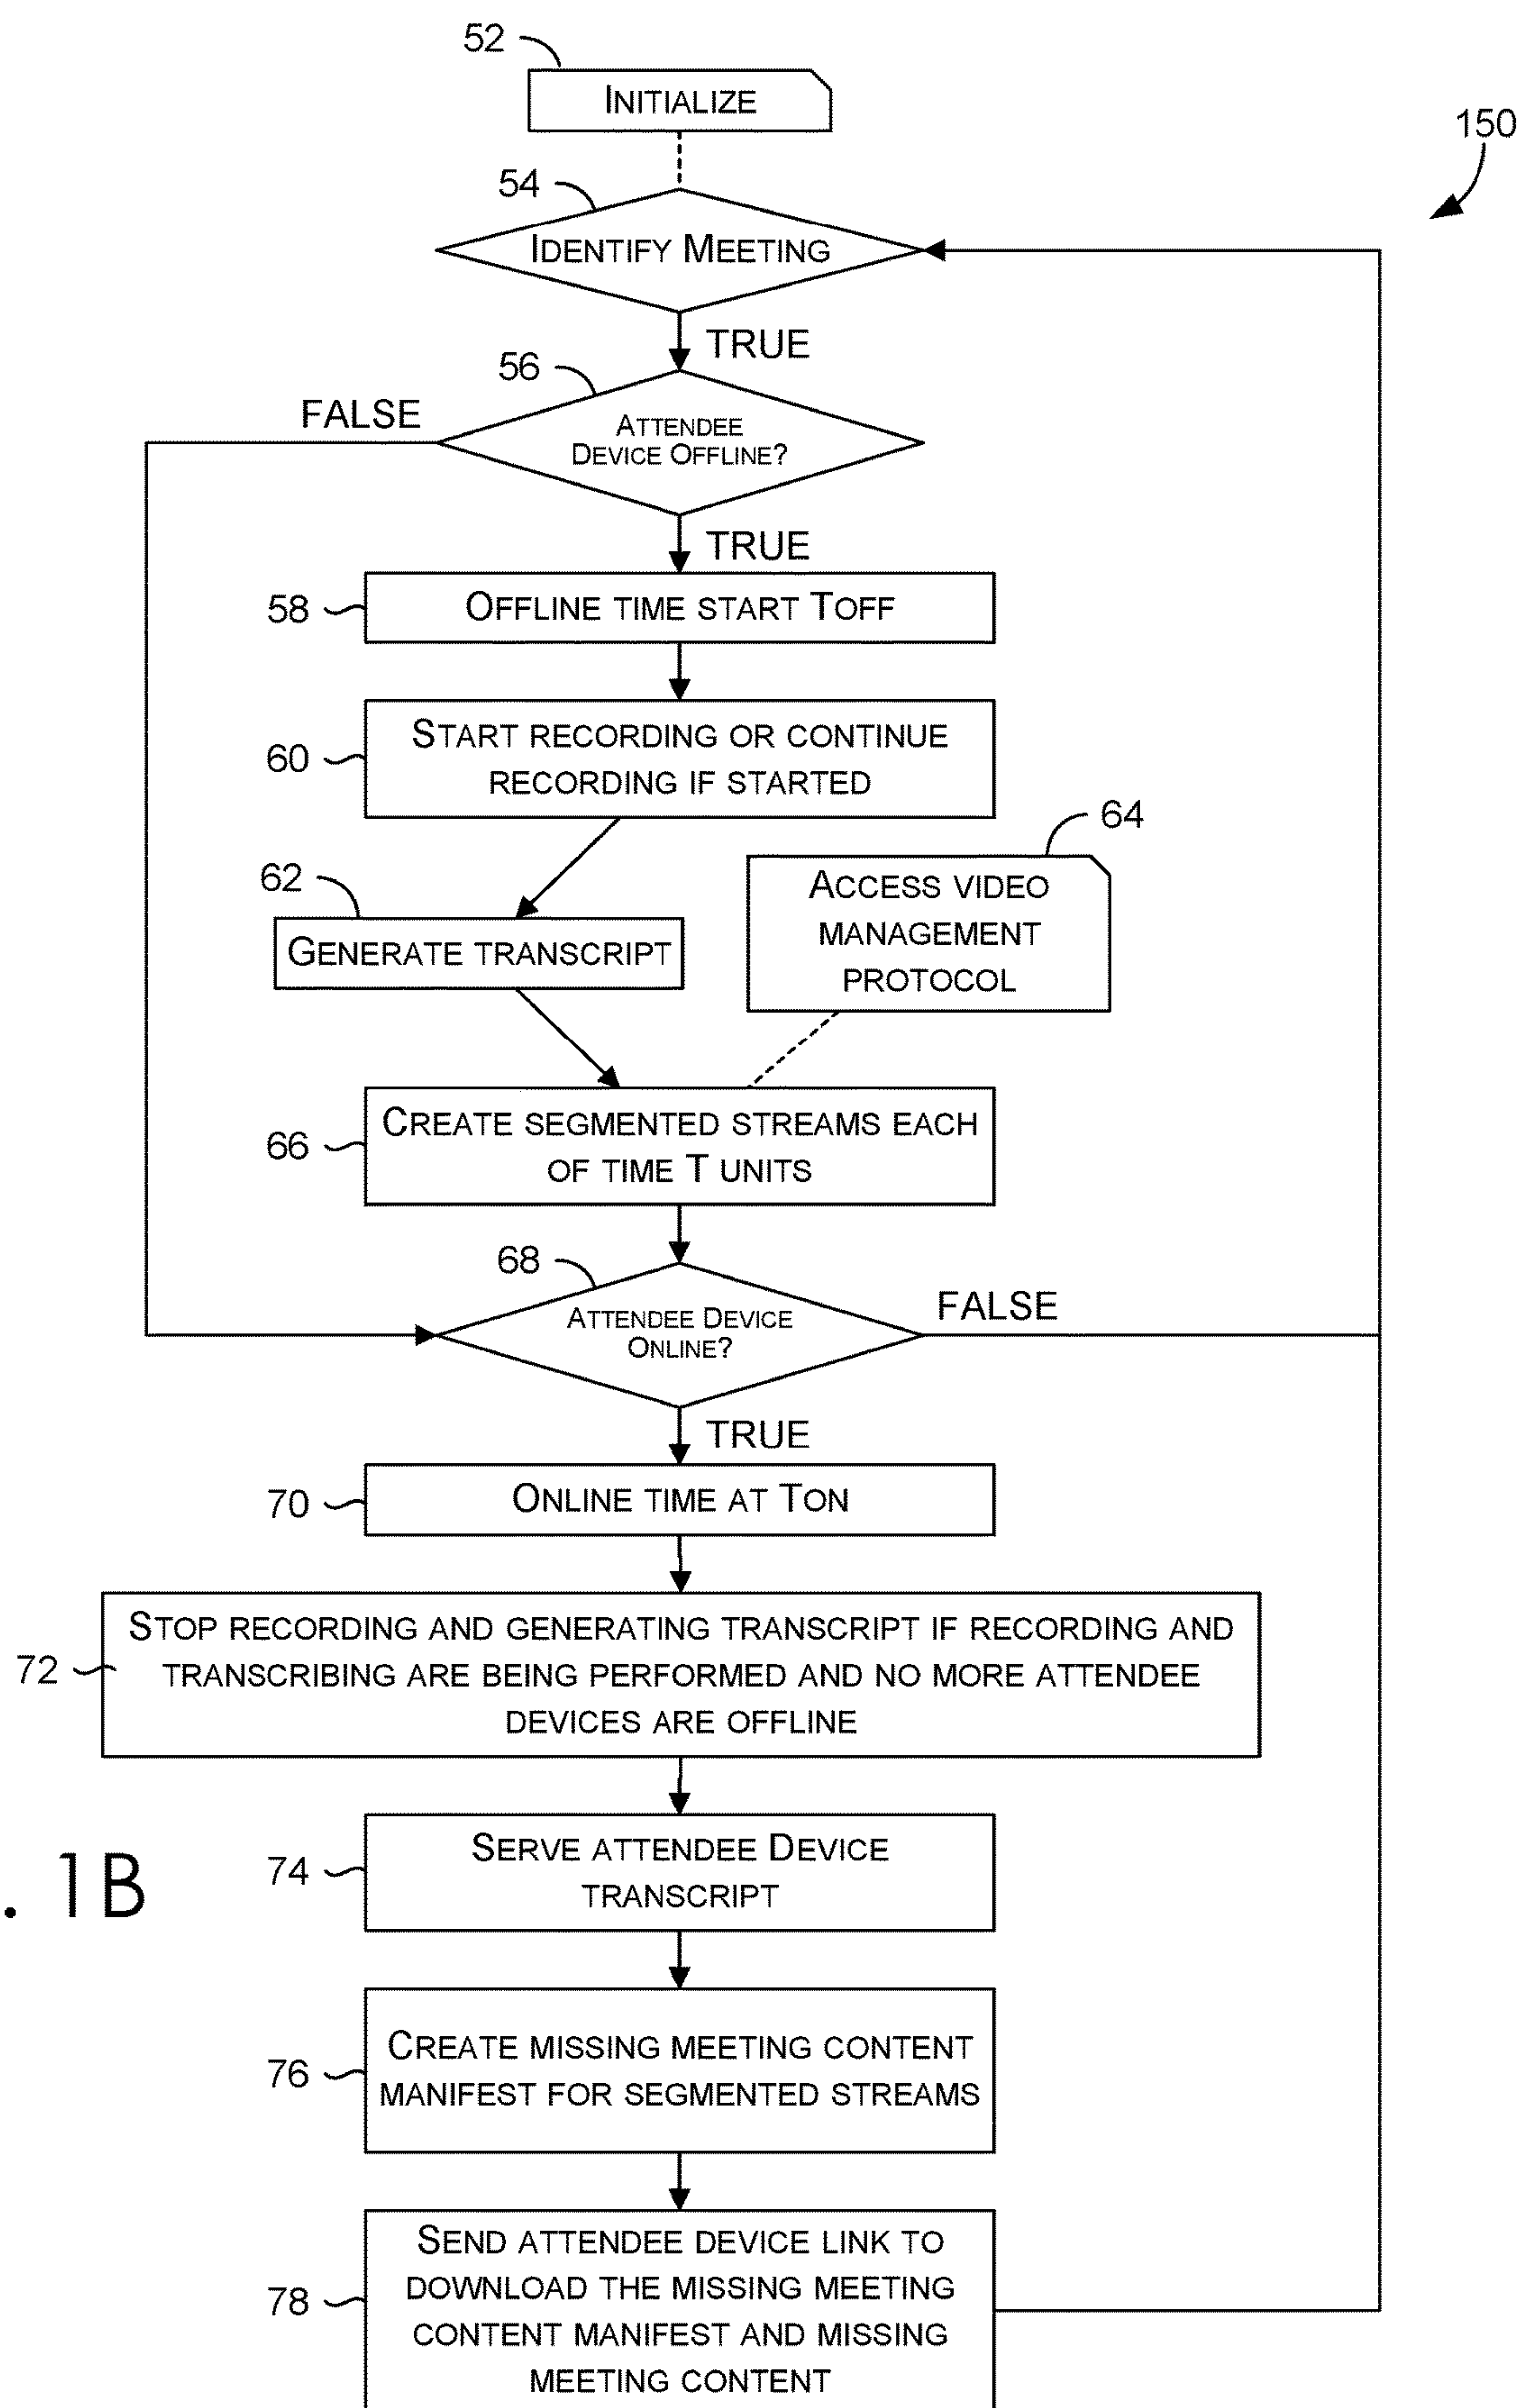 52
INITIALIZE
150
54
IDENTIFY MEETING
TRUE
56
FALSE
ATTENDEE
DEVICE OFFLINE?
TRUE
58
OFFLINE TIME START TOFF
60
START RECORDING OR CONTINUE
RECORDING IF STARTED
64
62
GENERATE TRANSCRIPT
ACCESS VIDEO
MANAGEMENT
PROTOCOL
66
CREATE SEGMENTED STREAMS EACH
OF TIME T UNITS
68
ATTENDEE DEVICE
ONLINE?
FALSE
TRUE
70
ONLINE TIME AT TON
72
STOP RECORDING AND GENERATING TRANSCRIPT IF RECORDING AND
TRANSCRIBING ARE BEING PERFORMED AND NO MORE ATTENDEE
DEVICES ARE OFFLINE
74
SERVE ATTENDEE DEVICE
TRANSCRIPT
. 1B
76
CREATE MISSING MEETING CONTENT
MANIFEST FOR SEGMENTED STREAMS
78
SEND ATTENDEE DEVICE LINK TO
DOWNLOAD THE MISSING MEETING
CONTENT MANIFEST AND MISSING
MEETING CONTENT